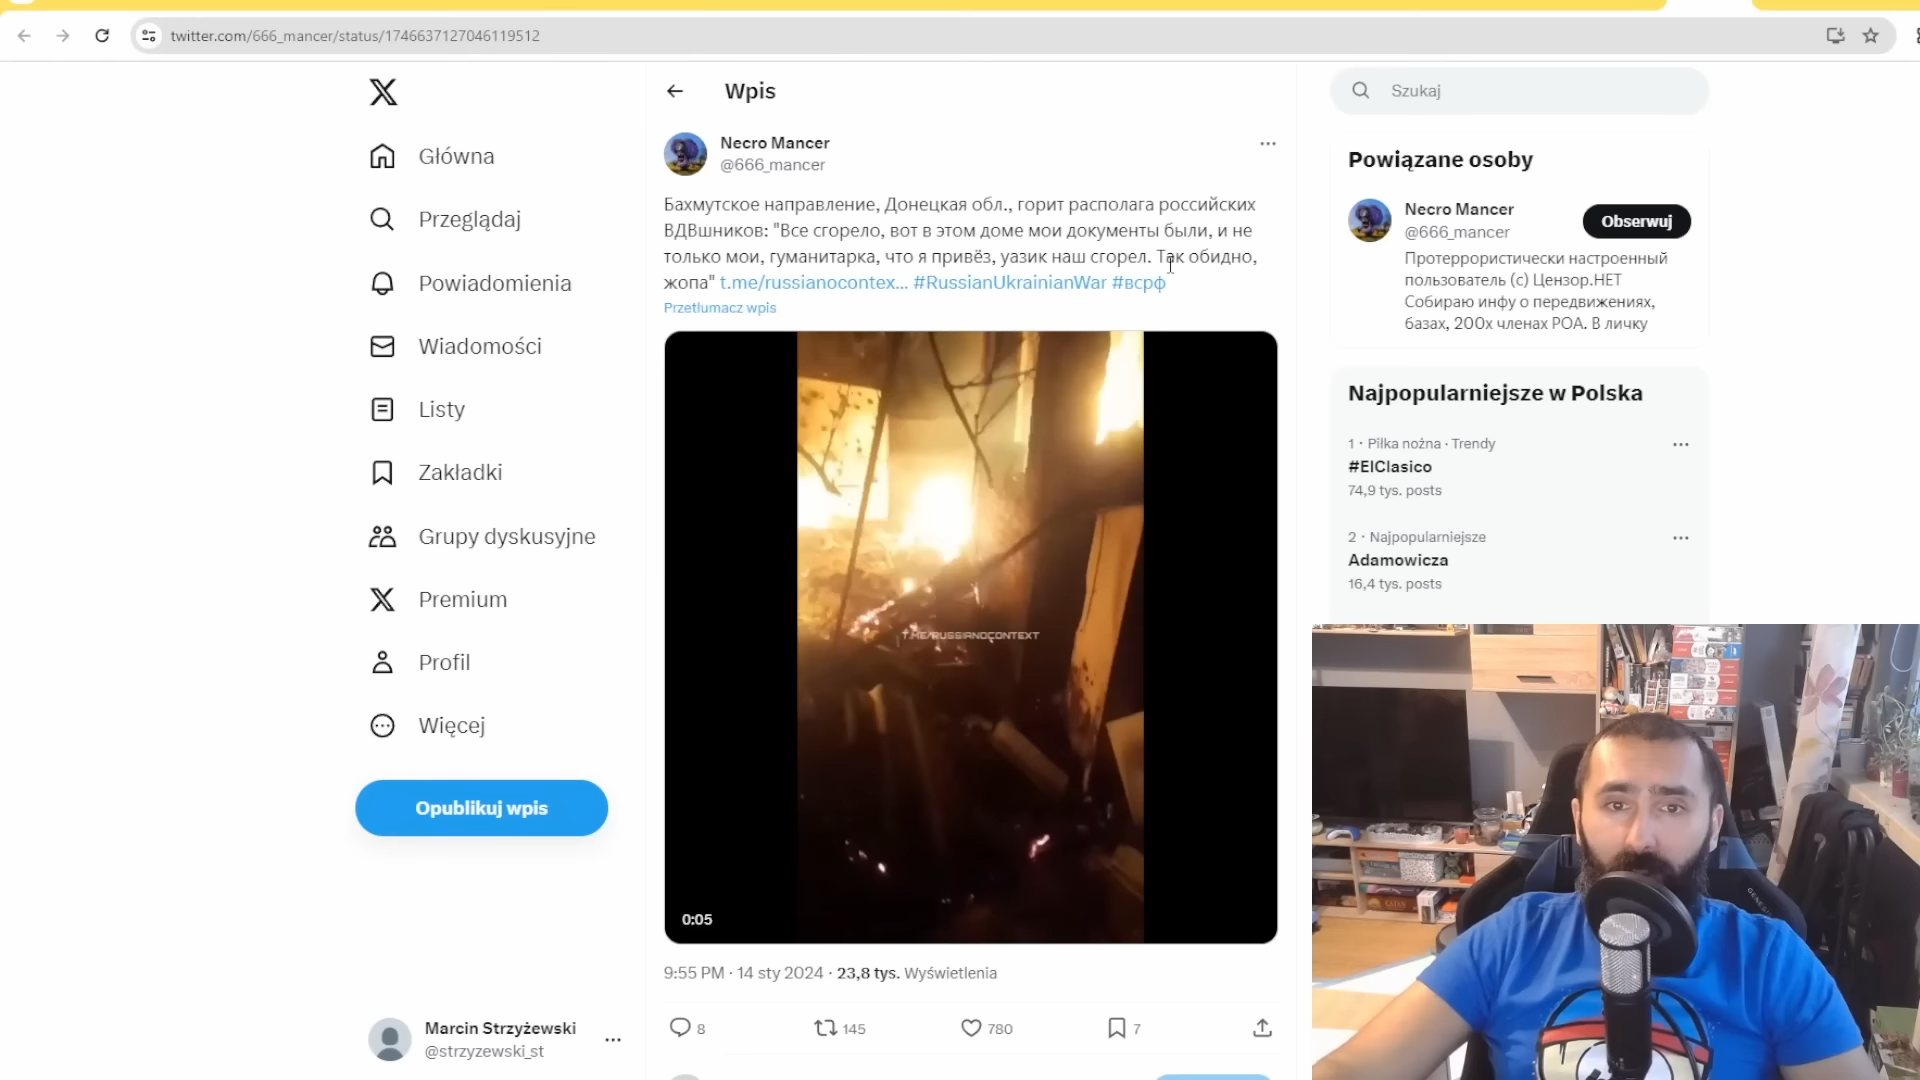 twitter.com/666_mancer/status/1746637127046119512
Wpis
Szukaj
Główna
Przeglądaj
Powiadomienia
Wiadomości
Listy
Zakładki
Grupy dyskusyjne
Premium
Profil
Więcej
Opublikuj wpis
Marcin Strzyżewski
@strzyzewski_st
Necro Mancer
@666_mancer
Бахмутское направление, Донецкая обл., горит располага российских
ВДВшников: "Все сгорело, вот в этом доме мои документы были, и не
только мои, гуманитарка, что я привёз, уазик наш сгорел. Так обидно,
жопа" t.me/russianocontex... #RussianUkrainianWar #всрф
Przetłumacz wpis
T.ME/RUSSIANOCONTEXT
0:05
9:55 PM · 14 sty 2024 · 23,8 tys. Wyświetlenia
8
145
780
7
Powiązane osoby
Necro Mancer
@666_mancer
Obserwuj
Протеррористически настроенный
пользователь (с) Цензор.НЕТ
Собираю инфу о передвижениях,
базах, 200х членах РОА. В личку
Najpopularniejsze w Polska
1 · Piłka nożna · Trendy
#ElClasico
74,9 tys. posts
2 · Najpopularniejsze
Adamowicza
16,4 tys. posts